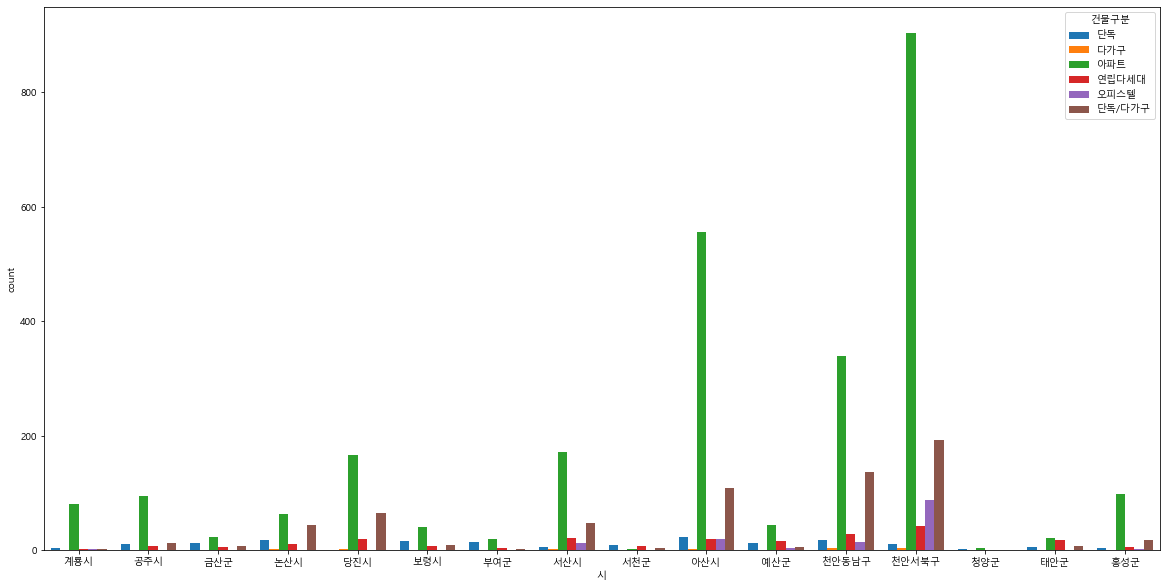 건물구분
단독
다가구
아파트
연립다세대
오피스텔
단독/다가구
count
800
600
400
200
0
계룡시 공주시 금산군 논산시 당진시 보령시 부여군 서산시 서천군 아산시 예산군 천안동남구 천안서북구 청양군 태안군 홍성군
시